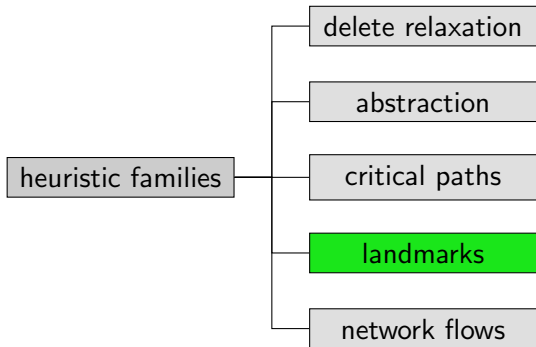 delete relaxation
abstraction
heuristic families
critical paths
landmarks
network flows